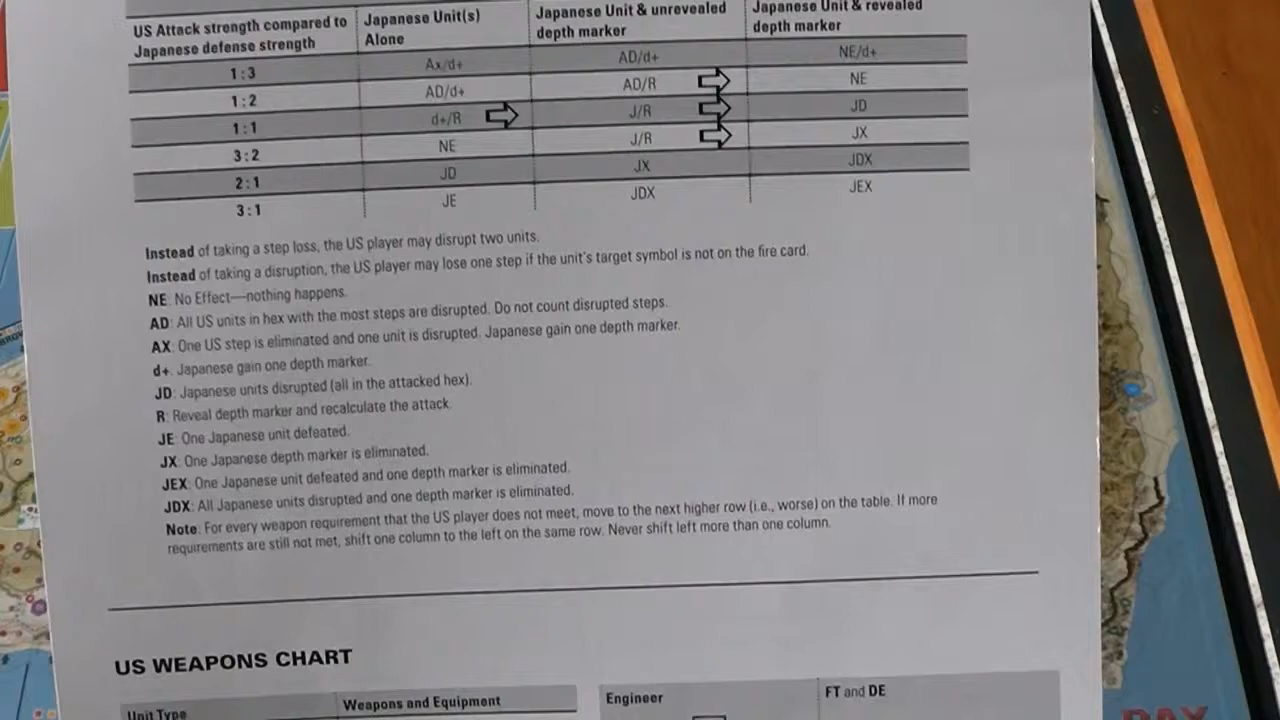 US Attack strength compared to Japanese defense strength
Japanese Unit(s) Alone
Japanese Unit & unrevealed depth marker
Japanese Unit & revealed depth marker
1:3 Ax/d+ AD/d+ NE/d+
1:2 AD/d+ AD/R NE
1:1 d+/R J/R JD
3:2 NE J/R JX
2:1 JD JX JDX
3:1 JE JDX JEX
Instead of taking a step loss, the US player may disrupt two units.
Instead of taking a disruption, the US player may lose one step if the unit's target symbol is not on the fire card.
NE: No Effect—nothing happens.
AD: All US units in hex with the most steps are disrupted. Do not count disrupted steps.
AX: One US step is eliminated and one unit is disrupted. Japanese gain one depth marker.
d+. Japanese gain one depth marker.
JD: Japanese units disrupted (all in the attacked hex).
R: Reveal depth marker and recalculate the attack.
JE: One Japanese unit defeated.
JX: One Japanese depth marker is eliminated.
JEX: One Japanese unit defeated and one depth marker is eliminated.
JDX: All Japanese units disrupted and one depth marker is eliminated.
Note: For every weapon requirement that the US player does not meet, move to the next higher row (i.e., worse) on the table. If more
requirements are still not met, shift one column to the left on the same row. Never shift left more than one column.
US WEAPONS CHART
Unit Type Weapons and Equipment
Engineer FT and DE